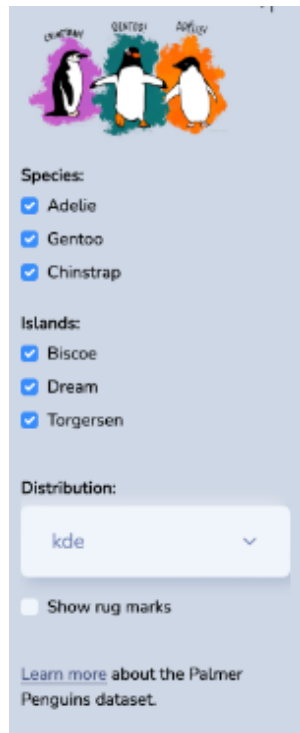 CHINSTRAP! GENTOO! ADÉLIE!
Species:
Adelie
Gentoo
Chinstrap
Islands:
Biscoe
Dream
Torgersen
Distribution:
kde
Show rug marks
Learn more about the Palmer
Penguins dataset.